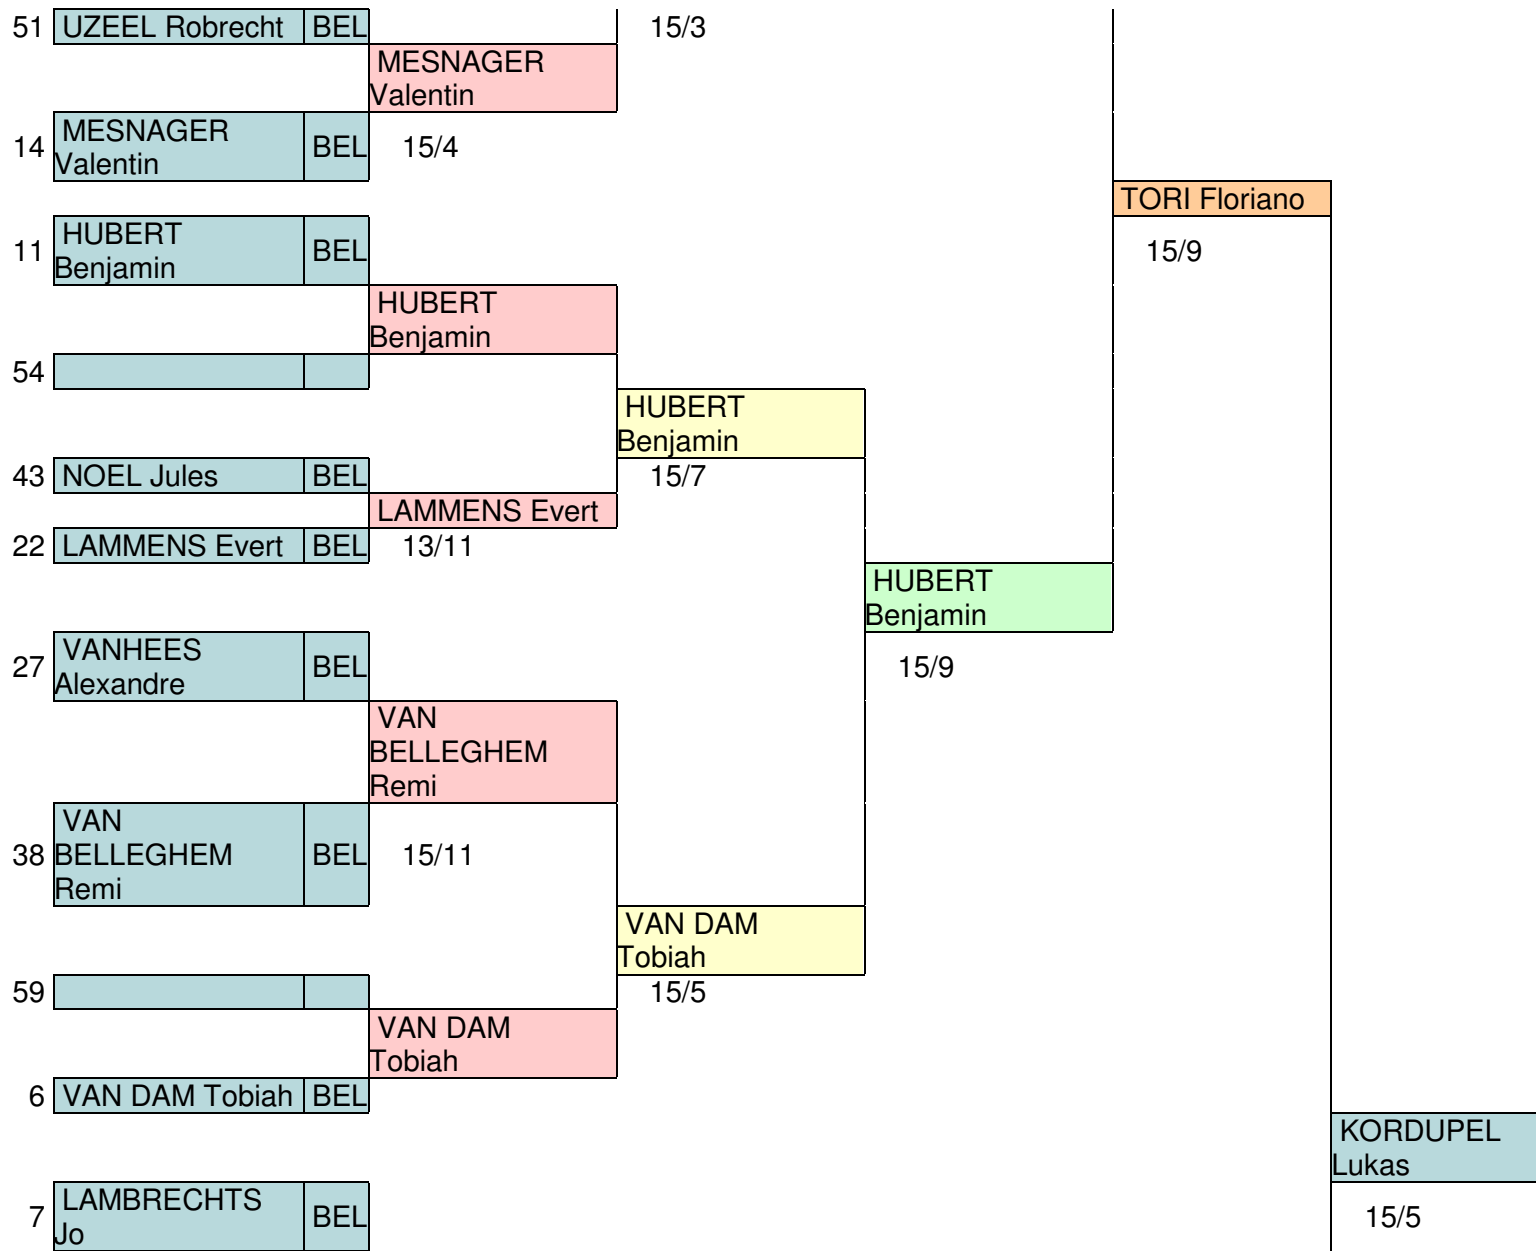 51 UZEEL Robrecht BEL 15/3
MESNAGER
Valentin
14 MESNAGER
Valentin BEL 15/4
TORI Floriano
11 HUBERT
Benjamin BEL 15/9
HUBERT
Benjamin
54
HUBERT
Benjamin
43 NOEL Jules BEL 15/7
LAMMENS Evert
22 LAMMENS Evert BEL 13/11
HUBERT
Benjamin
27 VANHEES
Alexandre BEL 15/9
VAN
BELLEGHEM
Remi
38 VAN
BELLEGHEM
Remi BEL 15/11
VAN DAM
Tobiah
59 15/5
VAN DAM
Tobiah
6 VAN DAM Tobiah BEL
KORDUPEL
Lukas
7 LAMBRECHTS
Jo BEL 15/5